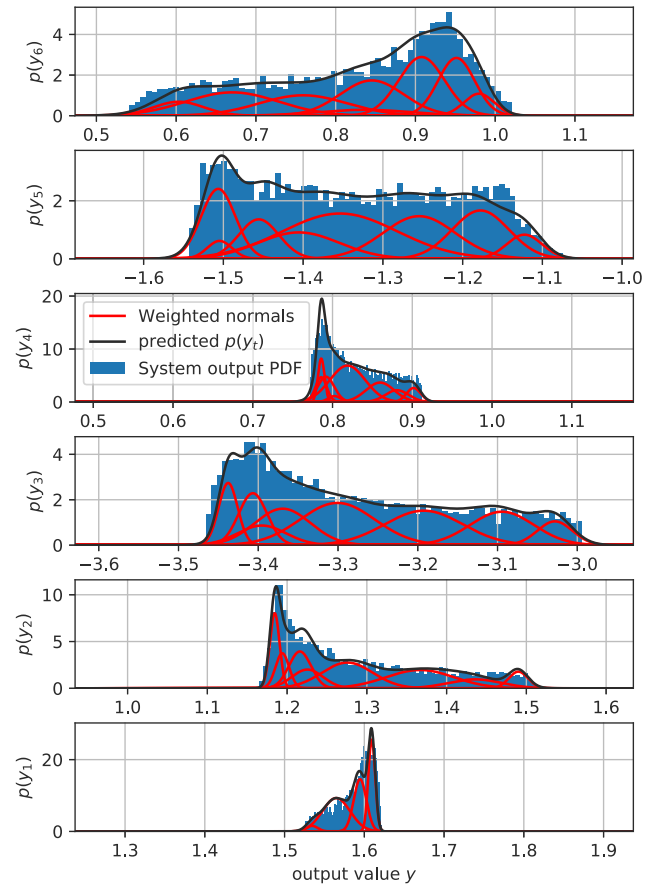 p(y₆)
4
2
0
0.5 0.6 0.7 0.8 0.9 1.0 1.1
p(y₅)
2
0
−1.6 −1.5 −1.4 −1.3 −1.2 −1.1 −1.0
p(y₄)
20
10
0
Weighted normals
predicted p(yₜ)
System output PDF
0.5 0.6 0.7 0.8 0.9 1.0 1.1
p(y₃)
4
2
0
−3.6 −3.5 −3.4 −3.3 −3.2 −3.1 −3.0
p(y₂)
10
5
0
1.0 1.1 1.2 1.3 1.4 1.5 1.6
p(y₁)
20
0
1.3 1.4 1.5 1.6 1.7 1.8 1.9
output value y